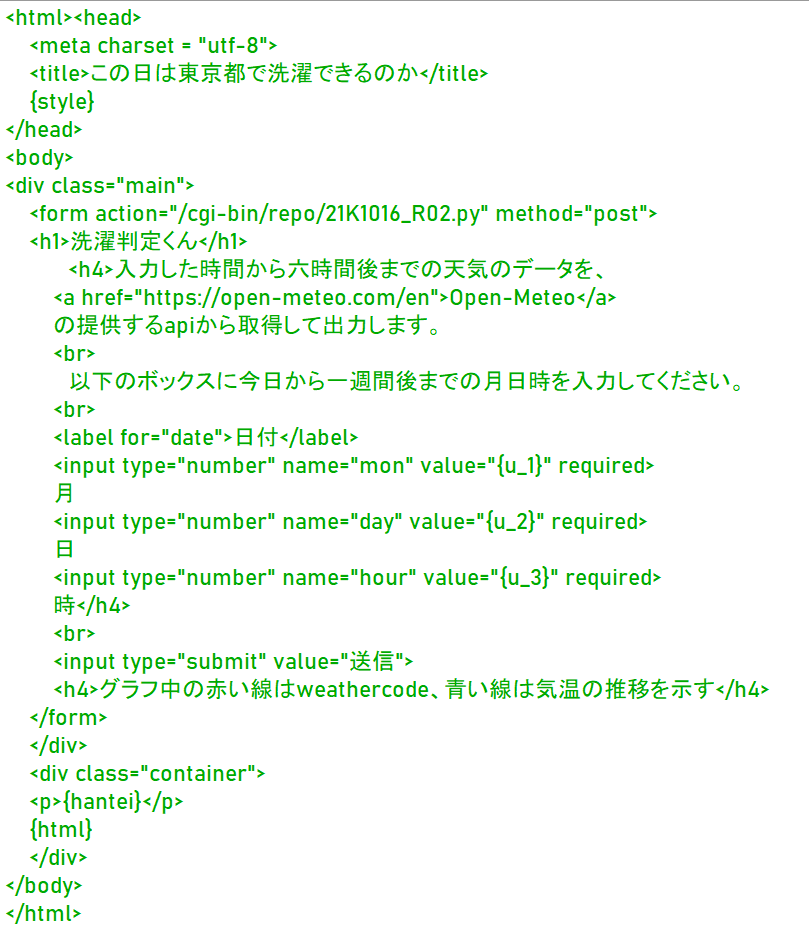 <html><head>
<meta charset = "utf-8">
<title>この日は東京都で洗濯できるのか</title>
{style}
</head>
<body>
<div class="main">
<form action="/cgi-bin/repo/21K1016_R02.py" method="post">
<h1>洗濯判定くん</h1>
<h4>入力した時間から六時間後までの天気のデータを、
<a href="https://open-meteo.com/en">Open-Meteo</a>
の提供するapiから取得して出力します。
<br>
以下のボックスに今日から一週間後までの月日時を入力してください。
<br>
<label for="date">日付</label>
<input type="number" name="mon" value="{u_1}" required>
月
<input type="number" name="day" value="{u_2}" required>
日
<input type="number" name="hour" value="{u_3}" required>
時</h4>
<br>
<input type="submit" value="送信">
<h4>グラフ中の赤い線はweathercode、青い線は気温の推移を示す</h4>
</form>
</div>
<div class="container">
<p>{hantei}</p>
{html}
</div>
</body>
</html>